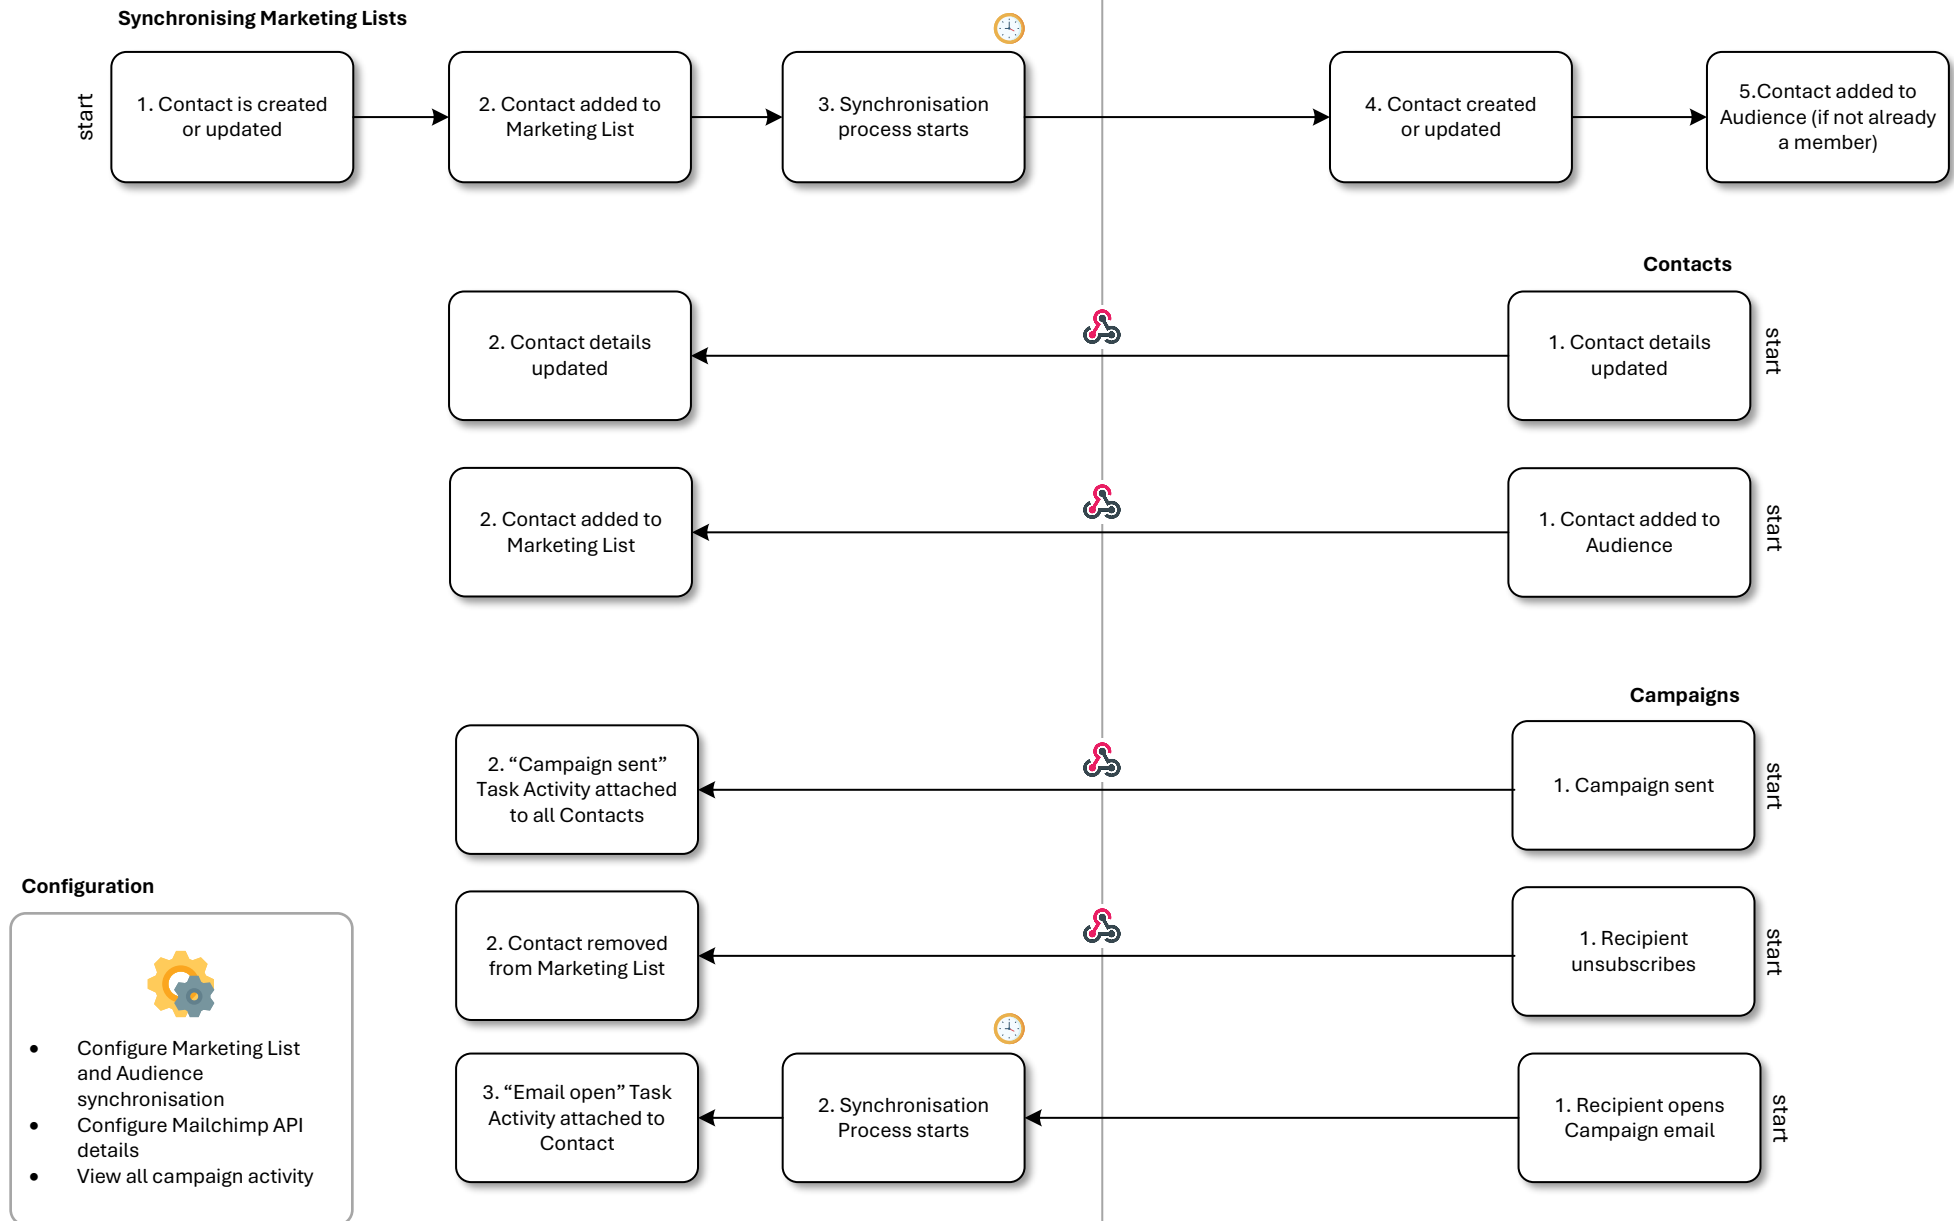 Synchronising Marketing Lists
start
1. Contact is created
or updated
2. Contact added to
Marketing List
3. Synchronisation
process starts
4. Contact created
or updated
5.Contact added to
Audience (if not already
a member)
Contacts
2. Contact details
updated
1. Contact details
updated
start
2. Contact added to
Marketing List
1. Contact added to
Audience
start
Campaigns
2. “Campaign sent”
Task Activity attached
to all Contacts
1. Campaign sent
start
2. Contact removed
from Marketing List
1. Recipient
unsubscribes
start
3. “Email open” Task
Activity attached to
Contact
2. Synchronisation
Process starts
1. Recipient opens
Campaign email
start
Configuration
• Configure Marketing List
and Audience
synchronisation
• Configure Mailchimp API
details
• View all campaign activity